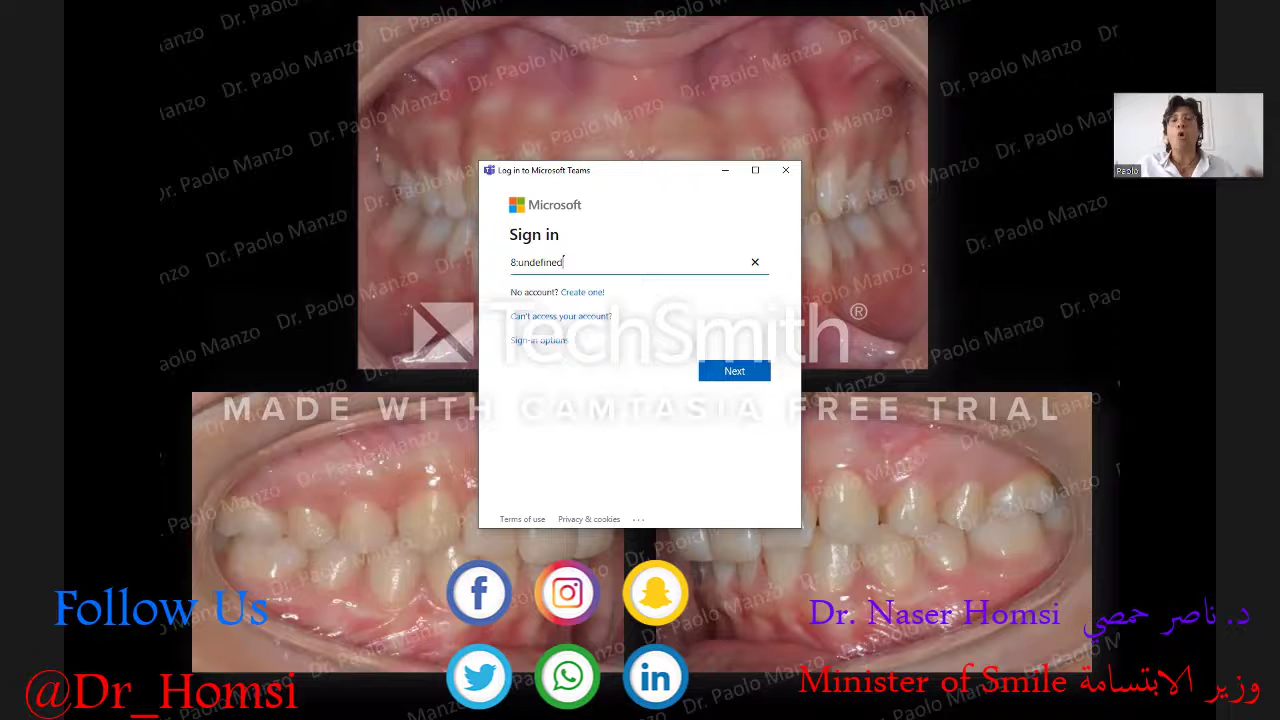 Dr. Paolo Manzo
Paolo
Log in to Microsoft Teams
Microsoft
Sign in
8:undefined
No account? Create one!
Can't access your account?
Sign-in options
Next
TechSmith®
MADE WITH CAMTASIA FREE TRIAL
Terms of use Privacy & cookies ...
Follow Us
@Dr_Homsi
Dr. Naser Homsi د. ناصر حمصي
Minister of Smile وزير الابتسامة